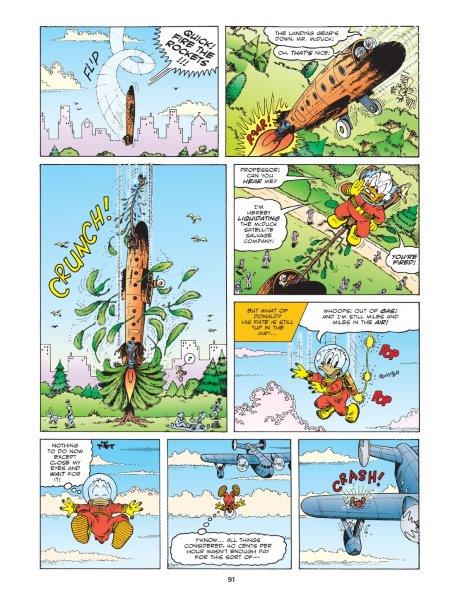 FLIP
QUICK!
FIRE THE
ROCKETS
!!!
THE LANDING GEAR'S
DOWN, MR. MCDUCK!
OH, THAT'S NICE!
ROAR!
CRUNCH!
PROFESSOR!
CAN YOU
HEAR ME?
I'M
HEREBY
LIQUIDATING
THE MCDUCK
SATELLITE
SALVAGE
COMPANY!
YOU'RE
FIRED!
BUT WHAT OF
DONALD?
HIS FATE IS STILL
"UP IN THE
AIR"...
WHOOPS! OUT OF GAS!
AND I'M STILL MILES AND
MILES IN THE AIR!
POP
SPUTTER
POP
NOTHING
TO DO NOW
EXCEPT
CLOSE MY
EYES AND
WAIT FOR
IT!
Y'KNOW... ALL THINGS
CONSIDERED, 40 CENTS PER
HOUR WASN'T ENOUGH PAY
FOR THIS SORT OF—
CRASH!
91